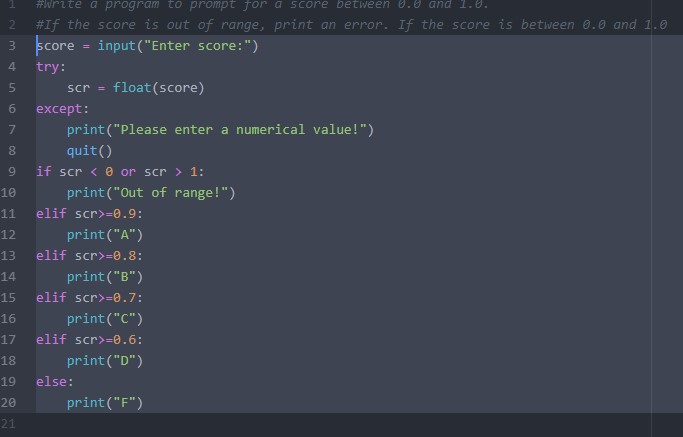 1 #Write a program to prompt for a score between 0.0 and 1.0.
2 #If the score is out of range, print an error. If the score is between 0.0 and 1.0
3 score = input("Enter score:")
4 try:
5     scr = float(score)
6 except:
7     print("Please enter a numerical value!")
8     quit()
9 if scr < 0 or scr > 1:
10     print("Out of range!")
11 elif scr>=0.9:
12     print("A")
13 elif scr>=0.8:
14     print("B")
15 elif scr>=0.7:
16     print("C")
17 elif scr>=0.6:
18     print("D")
19 else:
20     print("F")
21